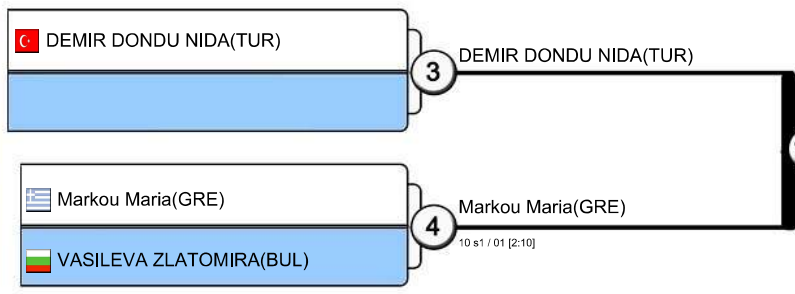 DEMIR DONDU NIDA(TUR)
3
DEMIR DONDU NIDA(TUR)
Markou Maria(GRE)
4
Markou Maria(GRE)
10 s1 / 01 [2:10]
VASILEVA ZLATOMIRA(BUL)